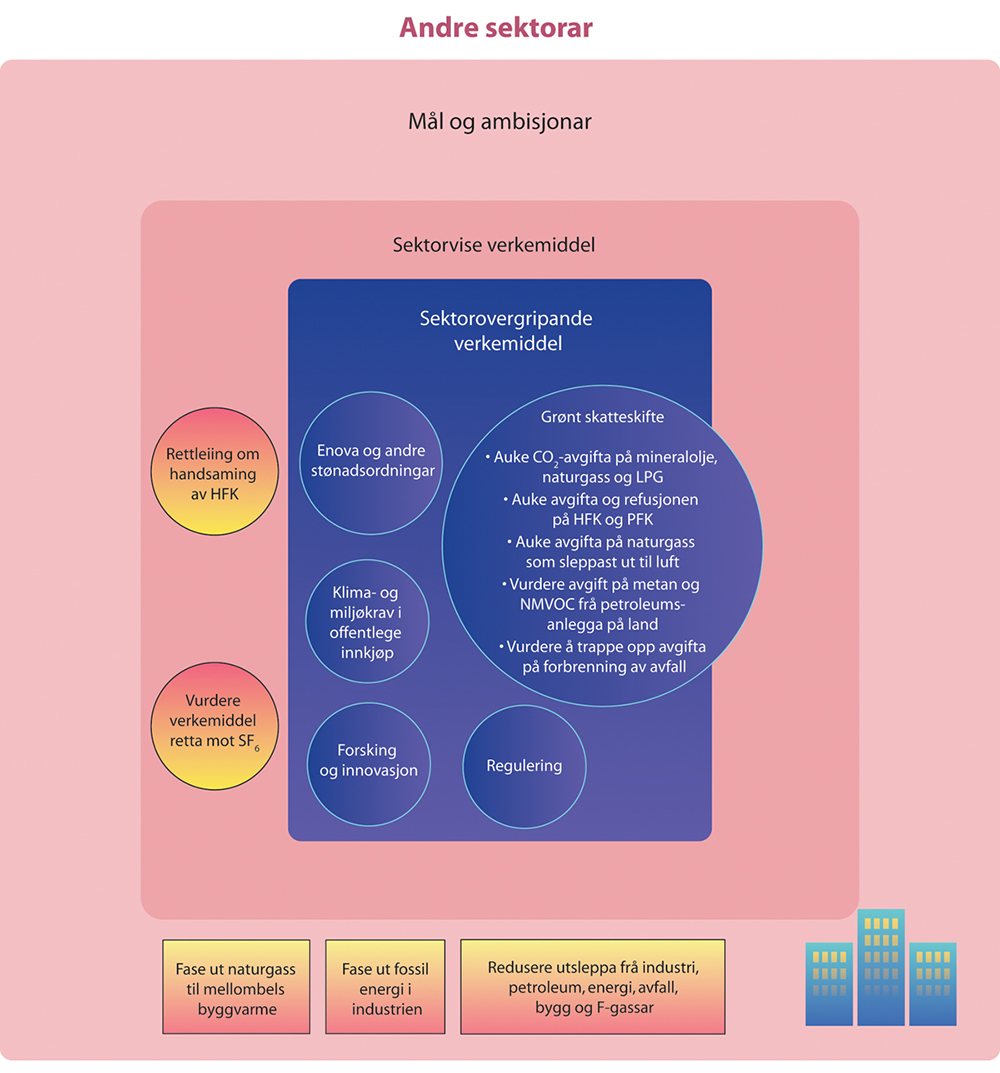 Andre sektorar
Mål og ambisjonar
Sektorvise verkemiddel
Sektorovergripande
verkemiddel
Rettleiing om
handsaming
av HFK
Vurdere
verkemiddel
retta mot SF₆
Enova og andre
stønadsordningar
Klima- og
miljøkrav i
offentlege
innkjøp
Forsking
og innovasjon
Regulering
Grønt skatteskifte
• Auke CO₂-avgifta på mineralolje,
naturgass og LPG
• Auke avgifta og refusjonen
på HFK og PFK
• Auke avgifta på naturgass
som sleppast ut til luft
• Vurdere avgift på metan og
NMVOC frå petroleums-
anlegga på land
• Vurdere å trappe opp avgifta
på forbrenning av avfall
Fase ut naturgass
til mellombels
byggvarme
Fase ut fossil
energi i
industrien
Redusere utsleppa frå industri,
petroleum, energi, avfall,
bygg og F-gassar